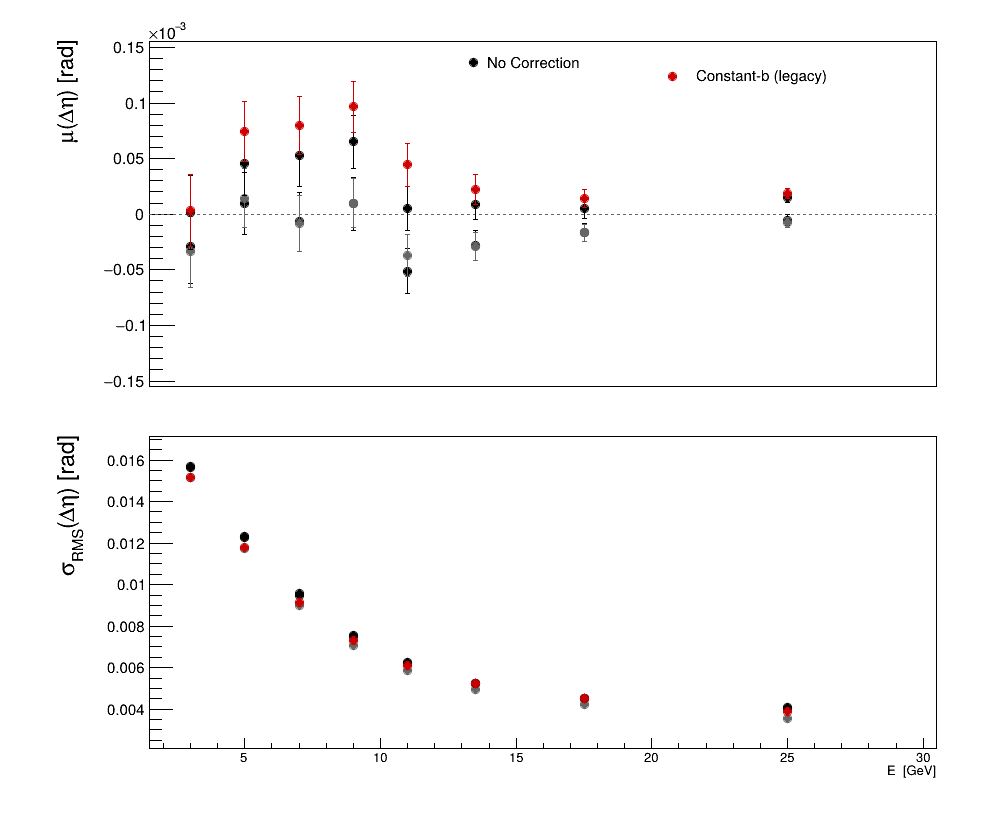 ×10⁻³
μ(Δη) [rad]
0.15
0.1
0.05
0
−0.05
−0.1
−0.15
No Correction
Constant-b (legacy)
σRMS(Δη) [rad]
0.016
0.014
0.012
0.01
0.008
0.006
0.004
5 10 15 20 25 30
E [GeV]